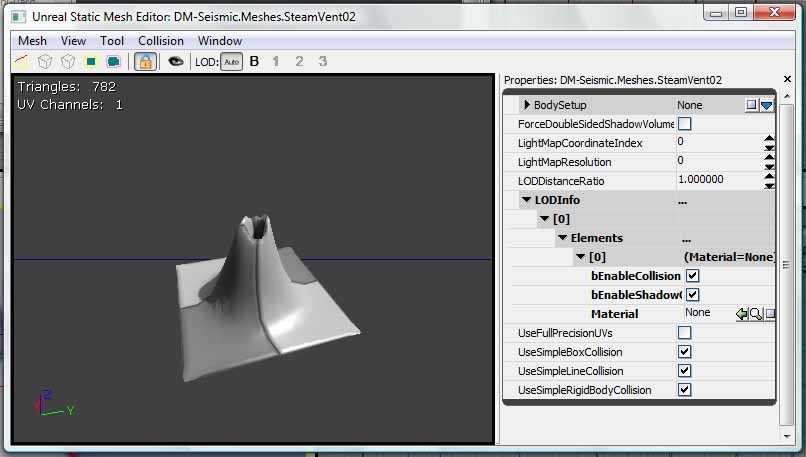 Unreal Static Mesh Editor: DM-Seismic.Meshes.SteamVent02
Mesh View Tool Collision Window
LOD: Auto B 1 2 3
Triangles: 782
UV Channels: 1
Z
Y
Properties: DM-Seismic.Meshes.SteamVent02
BodySetup None
ForceDoubleSidedShadowVolume
LightMapCoordinateIndex 0
LightMapResolution 0
LODDistanceRatio 1.000000
LODInfo ...
[0]
Elements ...
[0] (Material=None)
bEnableCollision
bEnableShadowC
Material None
UseFullPrecisionUVs
UseSimpleBoxCollision
UseSimpleLineCollision
UseSimpleRigidBodyCollision